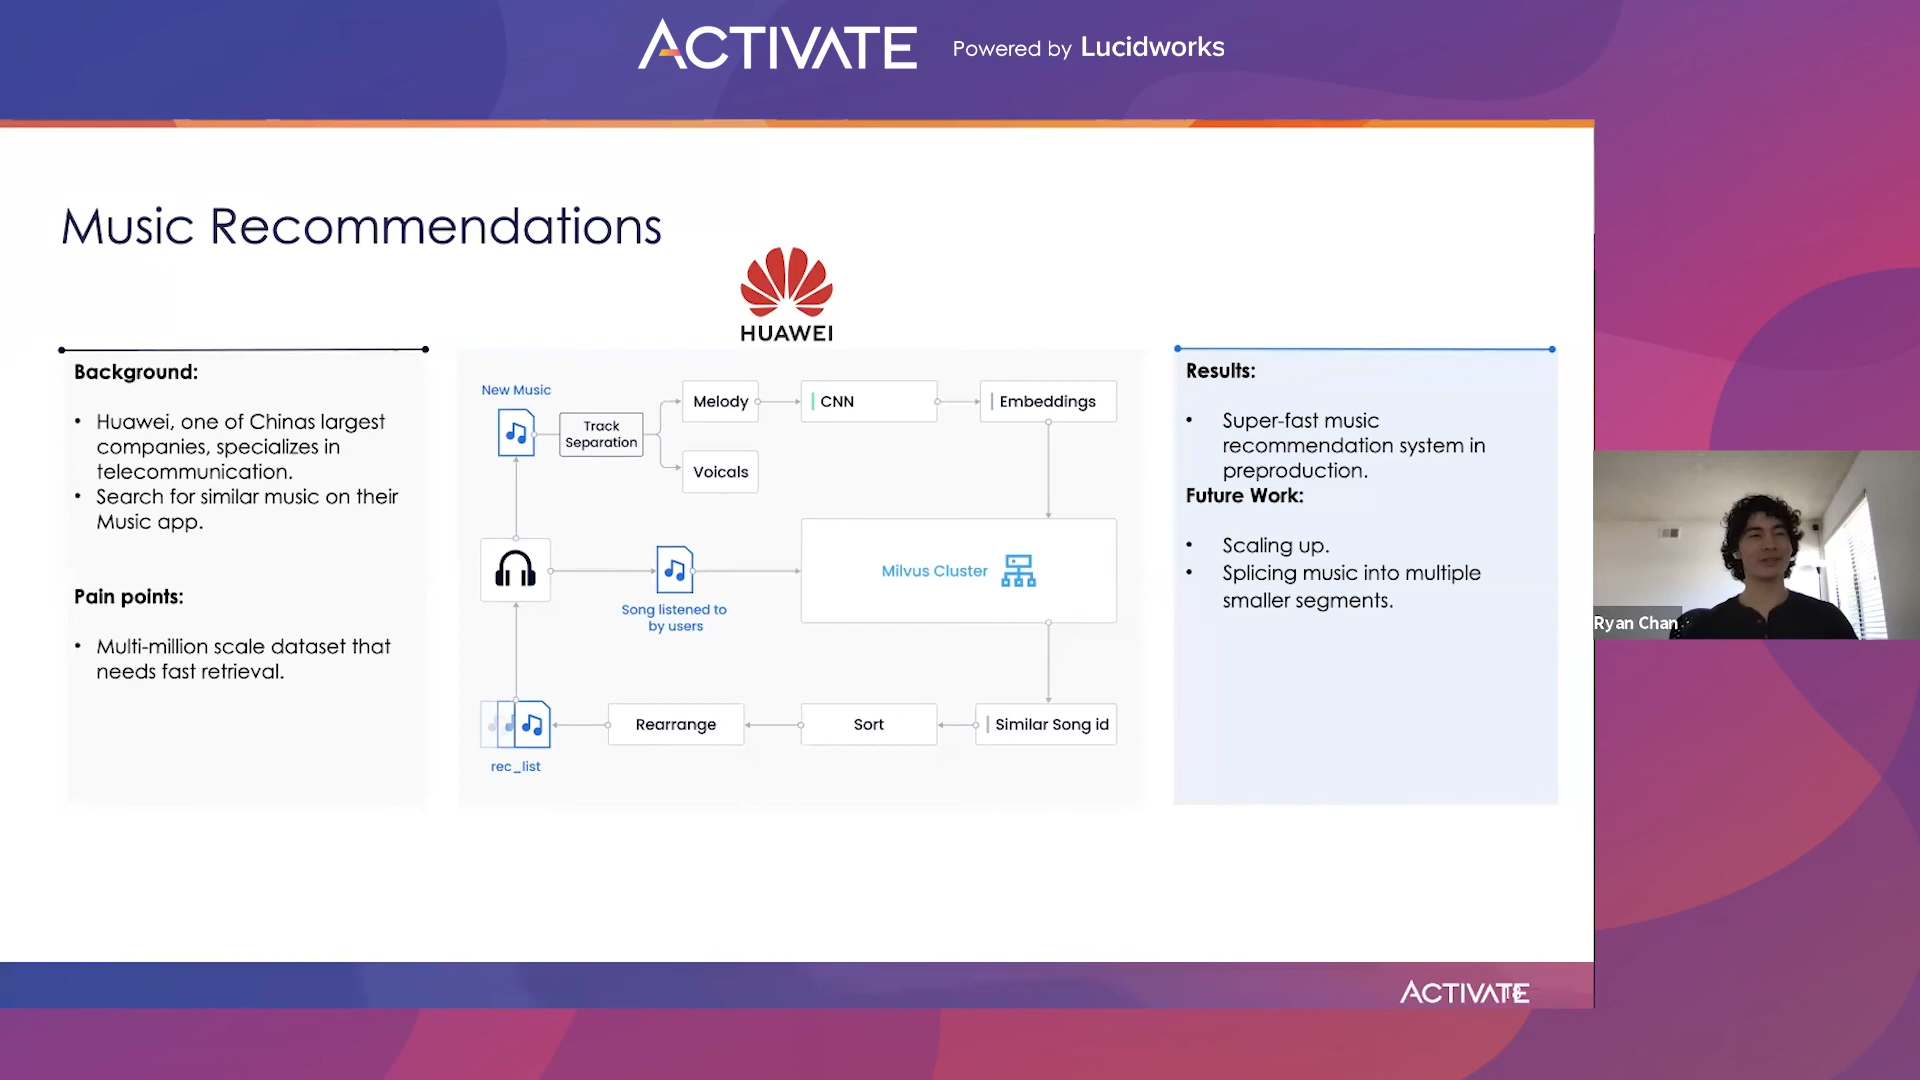 ACTIVATE Powered by Lucidworks
Music Recommendations
HUAWEI
Background:
• Huawei, one of Chinas largest
companies, specializes in
telecommunication.
• Search for similar music on their
Music app.
Pain points:
• Multi-million scale dataset that
needs fast retrieval.
New Music
Track
Separation
Melody
CNN
Embeddings
Voicals
Song listened to
by users
Milvus Cluster
Rearrange
Sort
Similar Song id
rec_list
Results:
• Super-fast music
recommendation system in
preproduction.
Future Work:
• Scaling up.
• Splicing music into multiple
smaller segments.
Ryan Chan
ACTIVATE